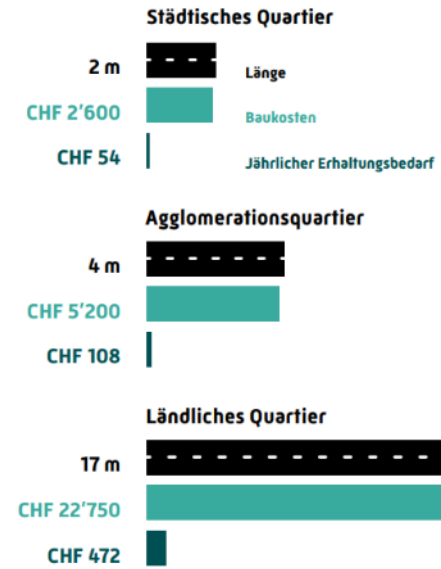 Städtisches Quartier
2 m
Länge
CHF 2’600
Baukosten
CHF 54
Jährlicher Erhaltungsbedarf
Agglomerationsquartier
4 m
CHF 5’200
CHF 108
Ländliches Quartier
17 m
CHF 22’750
CHF 472